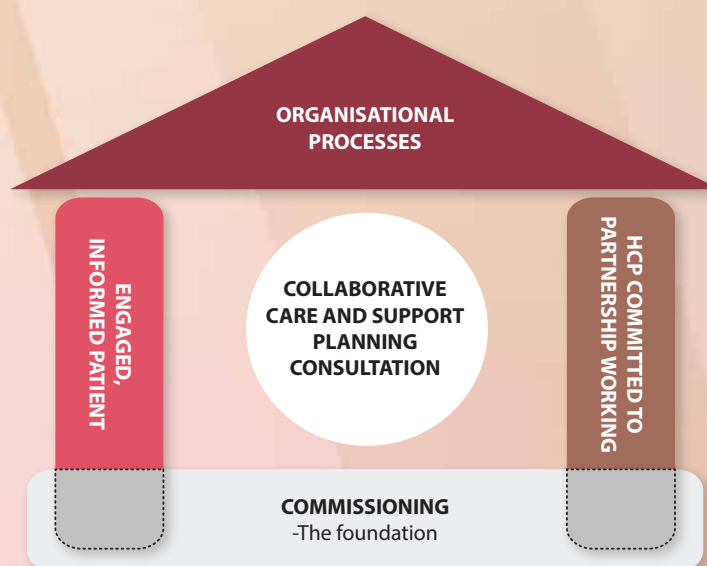 ORGANISATIONAL
PROCESSES
ENGAGED,
INFORMED PATIENT
COLLABORATIVE
CARE AND SUPPORT
PLANNING
CONSULTATION
HCP COMMITTED TO
PARTNERSHIP WORKING
COMMISSIONING
-The foundation